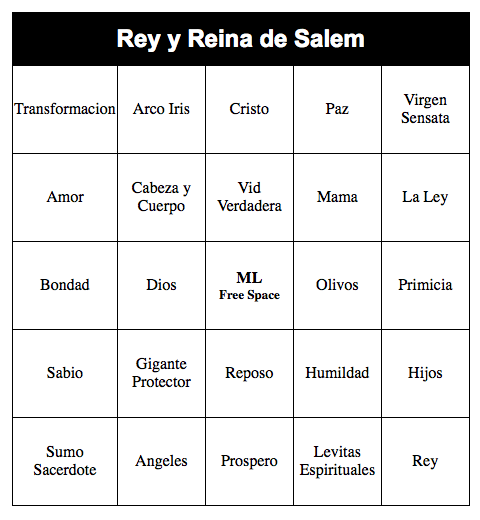 Rey y Reina de Salem
Transformacion
Arco Iris
Cristo
Paz
Virgen
Sensata
Amor
Cabeza y
Cuerpo
Vid
Verdadera
Mama
La Ley
Bondad
Dios
ML
Free Space
Olivos
Primicia
Sabio
Gigante
Protector
Reposo
Humildad
Hijos
Sumo
Sacerdote
Angeles
Prospero
Levitas
Espirituales
Rey